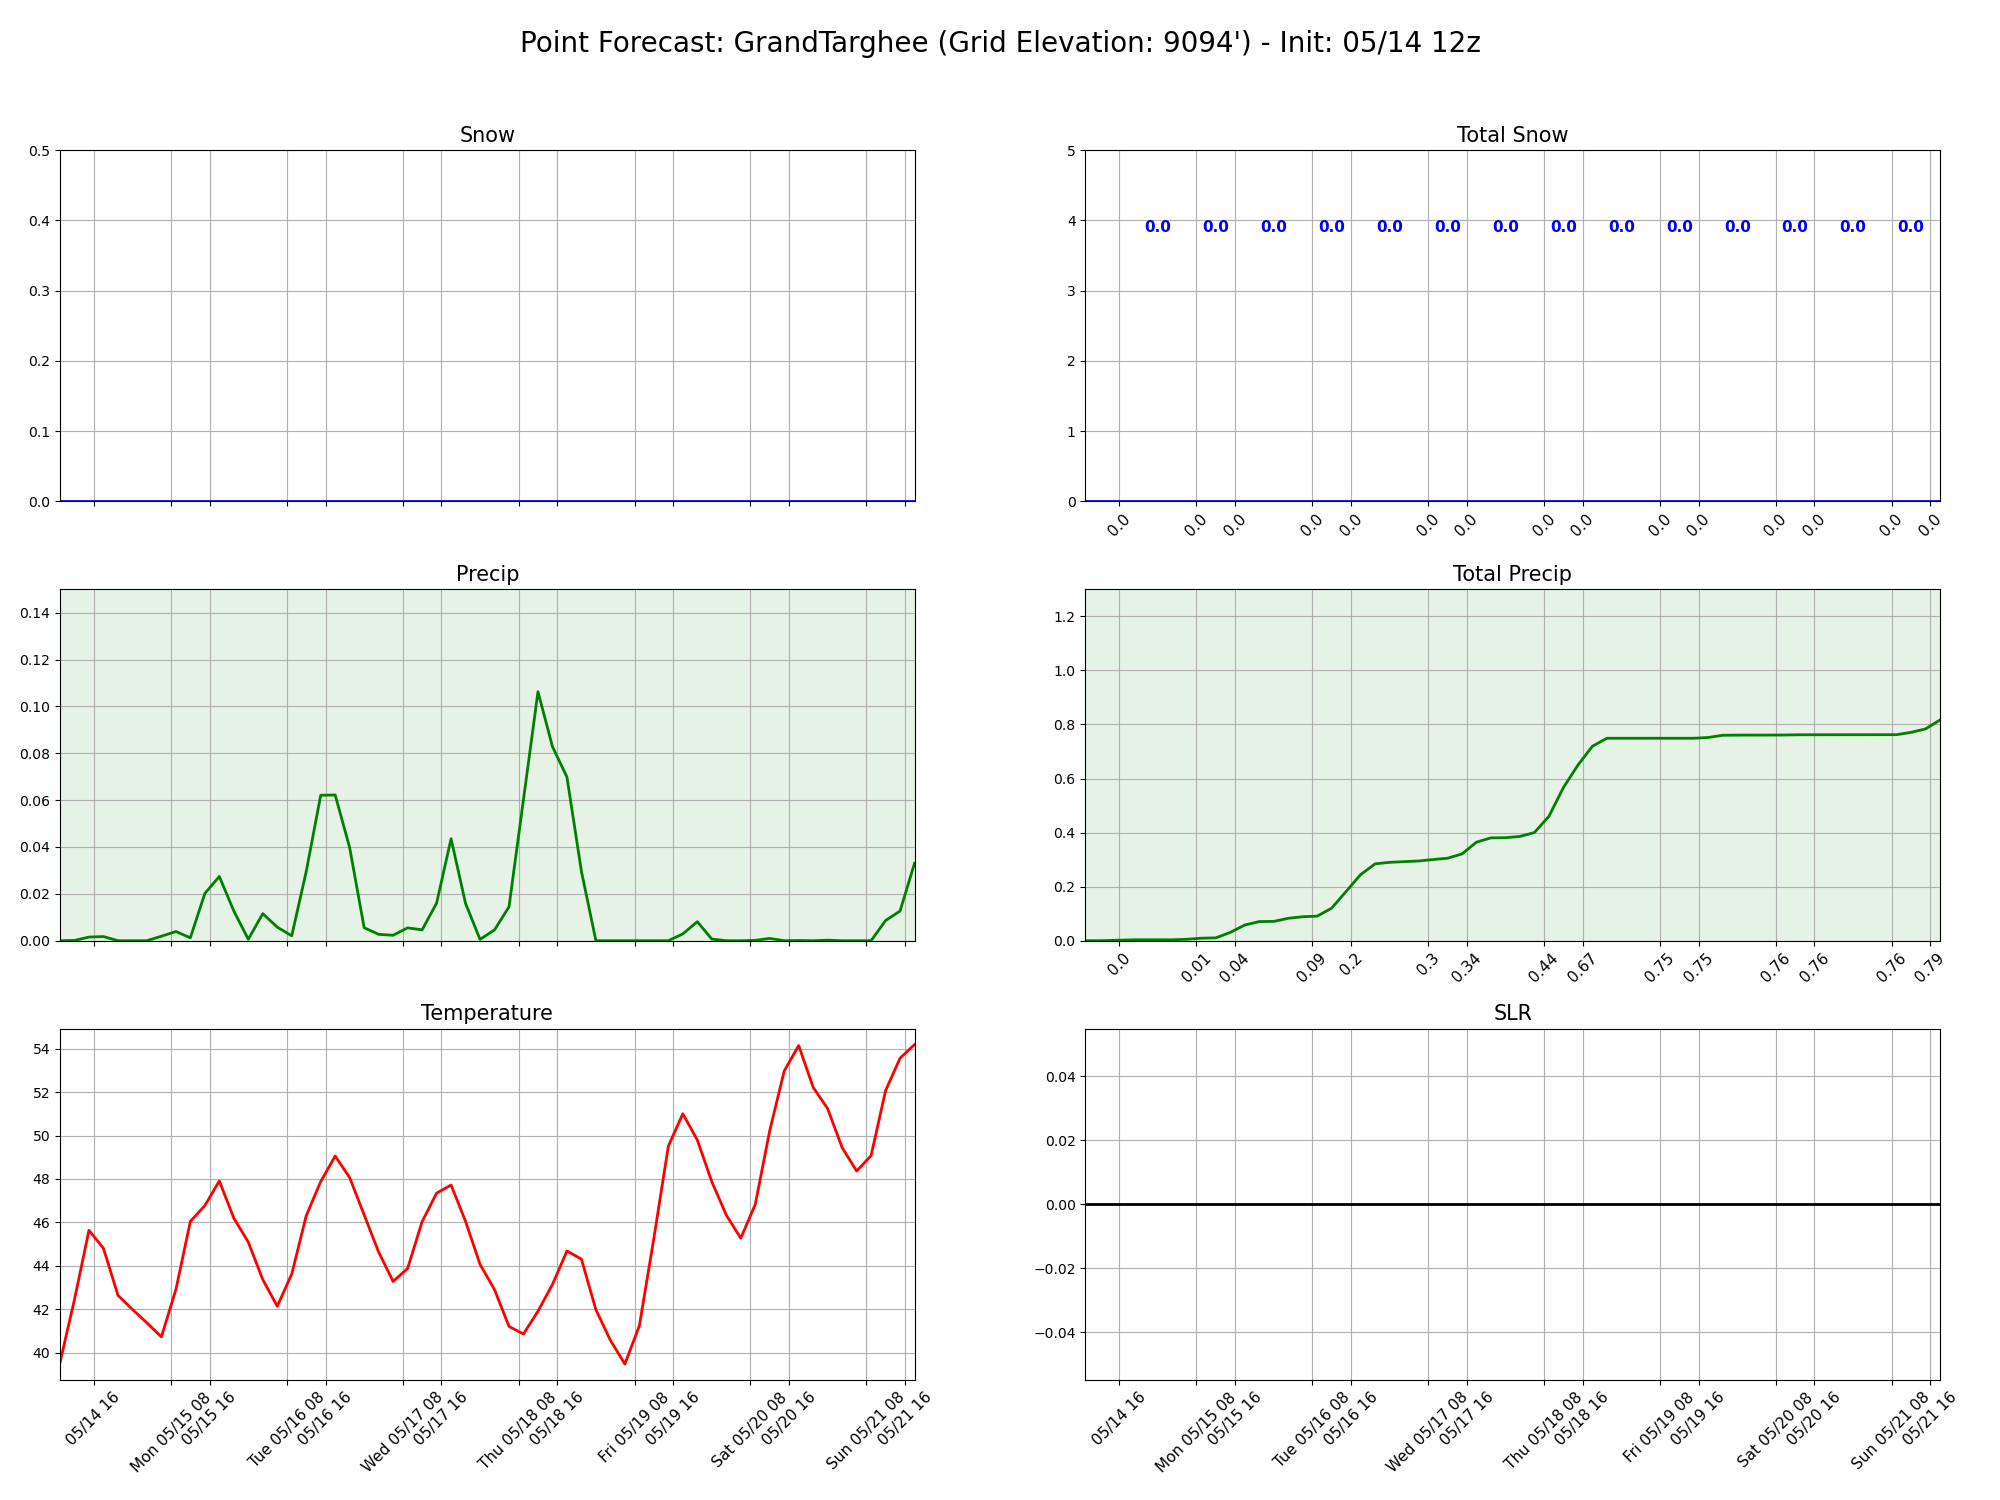 Point Forecast: GrandTarghee (Grid Elevation: 9094') - Init: 05/14 12z
Snow
0.5
0.4
0.3
0.2
0.1
0.0
Total Snow
5
4
3
2
1
0
0.0 0.0 0.0 0.0 0.0 0.0 0.0 0.0 0.0 0.0 0.0 0.0 0.0 0.0
0.0 0.0 0.0 0.0 0.0 0.0 0.0 0.0 0.0 0.0 0.0 0.0 0.0 0.0 0.0
Precip
0.14
0.12
0.10
0.08
0.06
0.04
0.02
0.00
Total Precip
1.2
1.0
0.8
0.6
0.4
0.2
0.0
0.0 0.01 0.04 0.09 0.2 0.3 0.34 0.44 0.67 0.75 0.75 0.76 0.76 0.76 0.79
Temperature
54
52
50
48
46
44
42
40
05/14 16
Mon 05/15 08
05/15 16
Tue 05/16 08
05/16 16
Wed 05/17 08
05/17 16
Thu 05/18 08
05/18 16
Fri 05/19 08
05/19 16
Sat 05/20 08
05/20 16
Sun 05/21 08
05/21 16
SLR
0.04
0.02
0.00
−0.02
−0.04
05/14 16
Mon 05/15 08
05/15 16
Tue 05/16 08
05/16 16
Wed 05/17 08
05/17 16
Thu 05/18 08
05/18 16
Fri 05/19 08
05/19 16
Sat 05/20 08
05/20 16
Sun 05/21 08
05/21 16